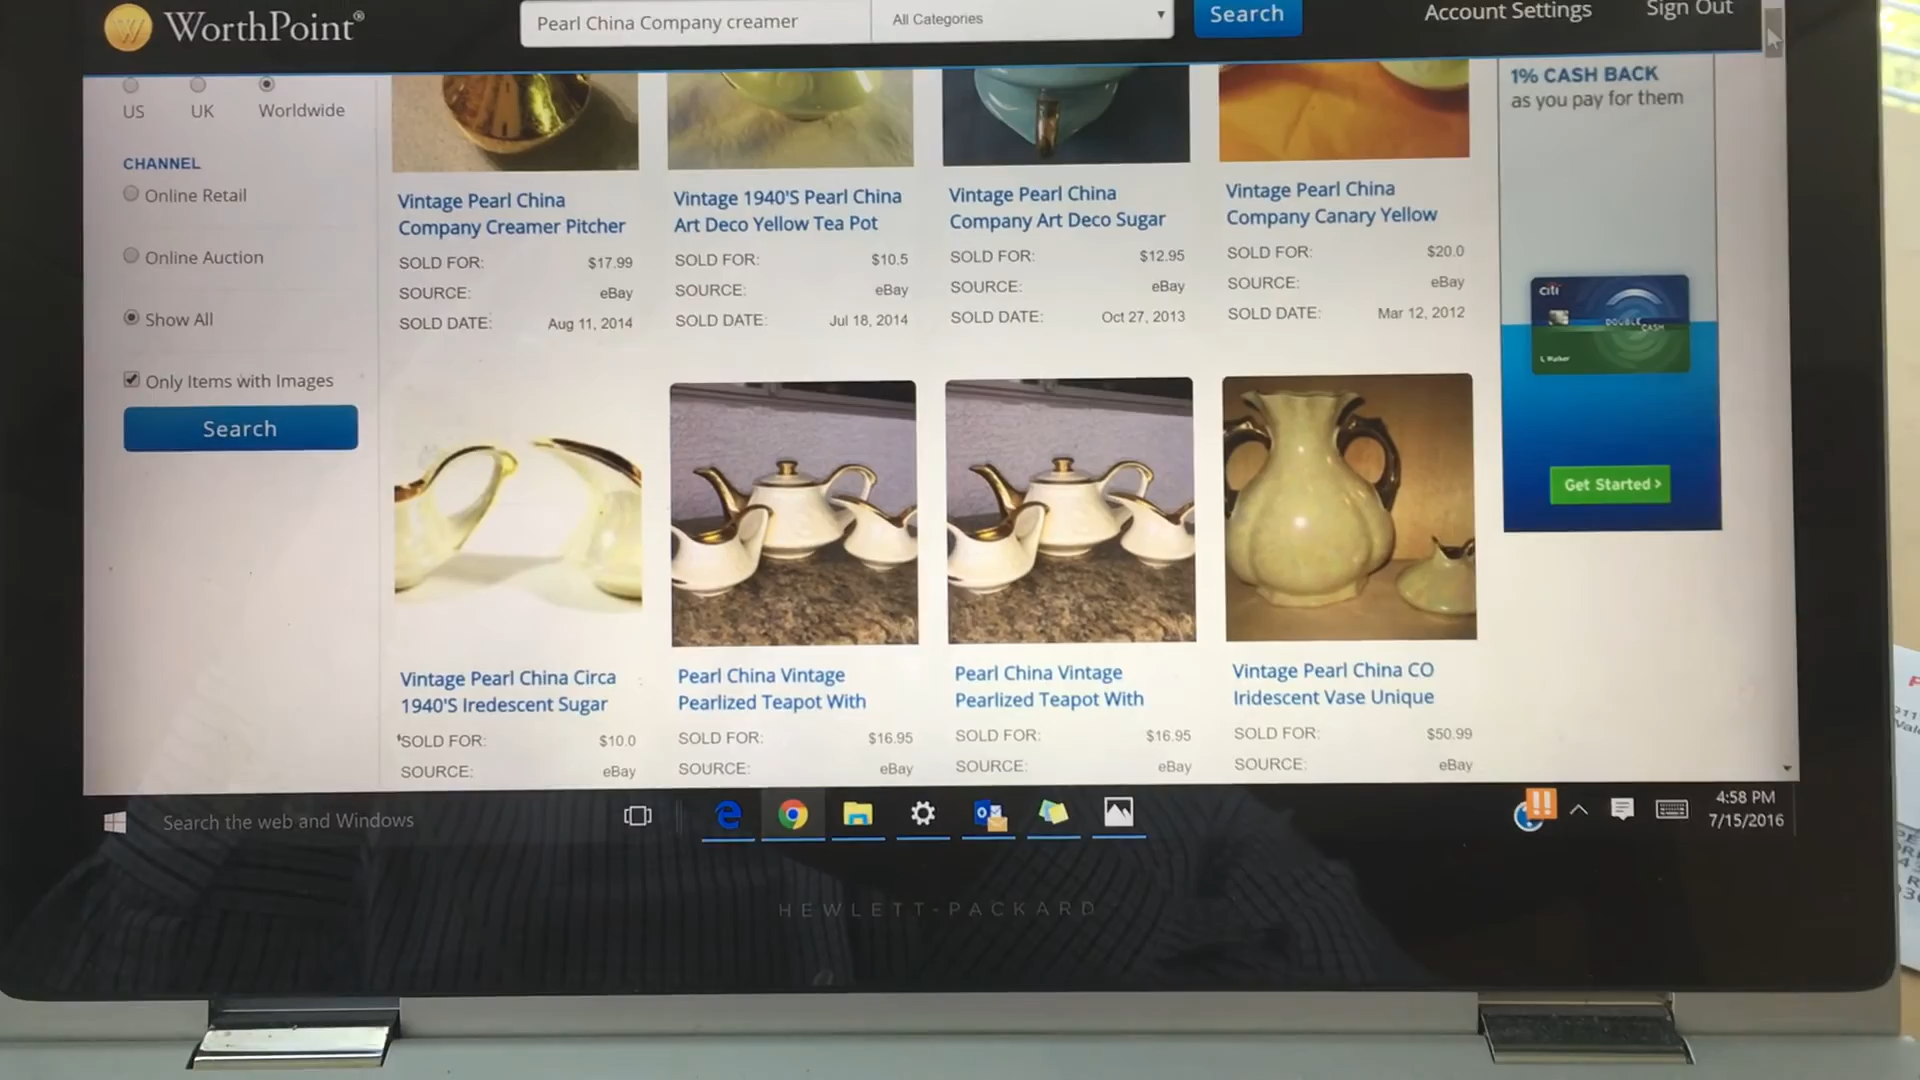 WorthPoint®
Pearl China Company creamer
All Categories
Search
Account Settings
Sign Out
US
UK
Worldwide
CHANNEL
Online Retail
Online Auction
Show All
Only Items with Images
Search
Vintage Pearl China
Company Creamer Pitcher
SOLD FOR: $17.99
SOURCE: eBay
SOLD DATE: Aug 11, 2014
Vintage 1940'S Pearl China
Art Deco Yellow Tea Pot
SOLD FOR: $10.5
SOURCE: eBay
SOLD DATE: Jul 18, 2014
Vintage Pearl China
Company Art Deco Sugar
SOLD FOR: $12.95
SOURCE: eBay
SOLD DATE: Oct 27, 2013
Vintage Pearl China
Company Canary Yellow
SOLD FOR: $20.0
SOURCE: eBay
SOLD DATE: Mar 12, 2012
1% CASH BACK
as you pay for them
citi
DOUBLE CASH
L Walker
Get Started >
Vintage Pearl China Circa
1940'S Iredescent Sugar
SOLD FOR: $10.0
SOURCE: eBay
Pearl China Vintage
Pearlized Teapot With
SOLD FOR: $16.95
SOURCE: eBay
Pearl China Vintage
Pearlized Teapot With
SOLD FOR: $16.95
SOURCE: eBay
Vintage Pearl China CO
Iridescent Vase Unique
SOLD FOR: $50.99
SOURCE: eBay
Search the web and Windows
4:58 PM
7/15/2016
HEWLETT-PACKARD